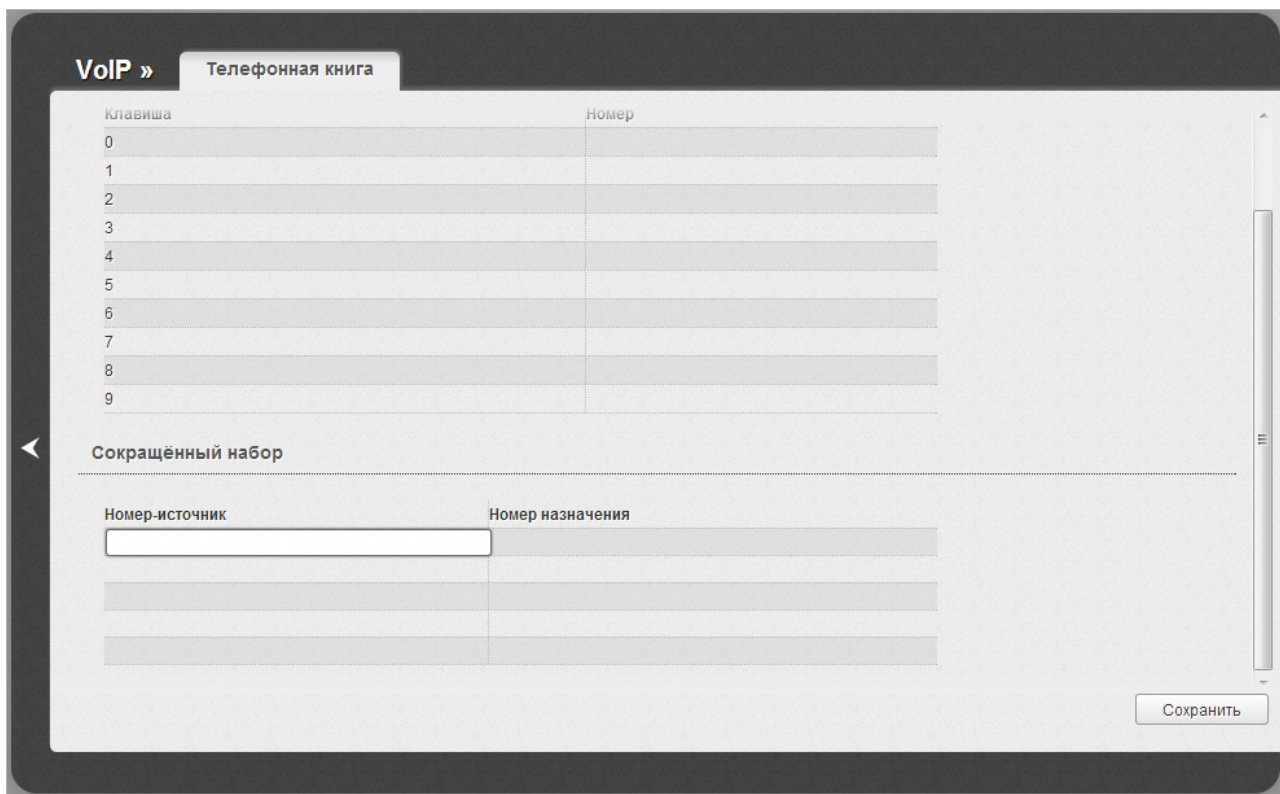 VoIP » Телефонная книга
Клавиша Номер
0
1
2
3
4
5
6
7
8
9
Сокращённый набор
Номер-источник Номер назначения
Сохранить